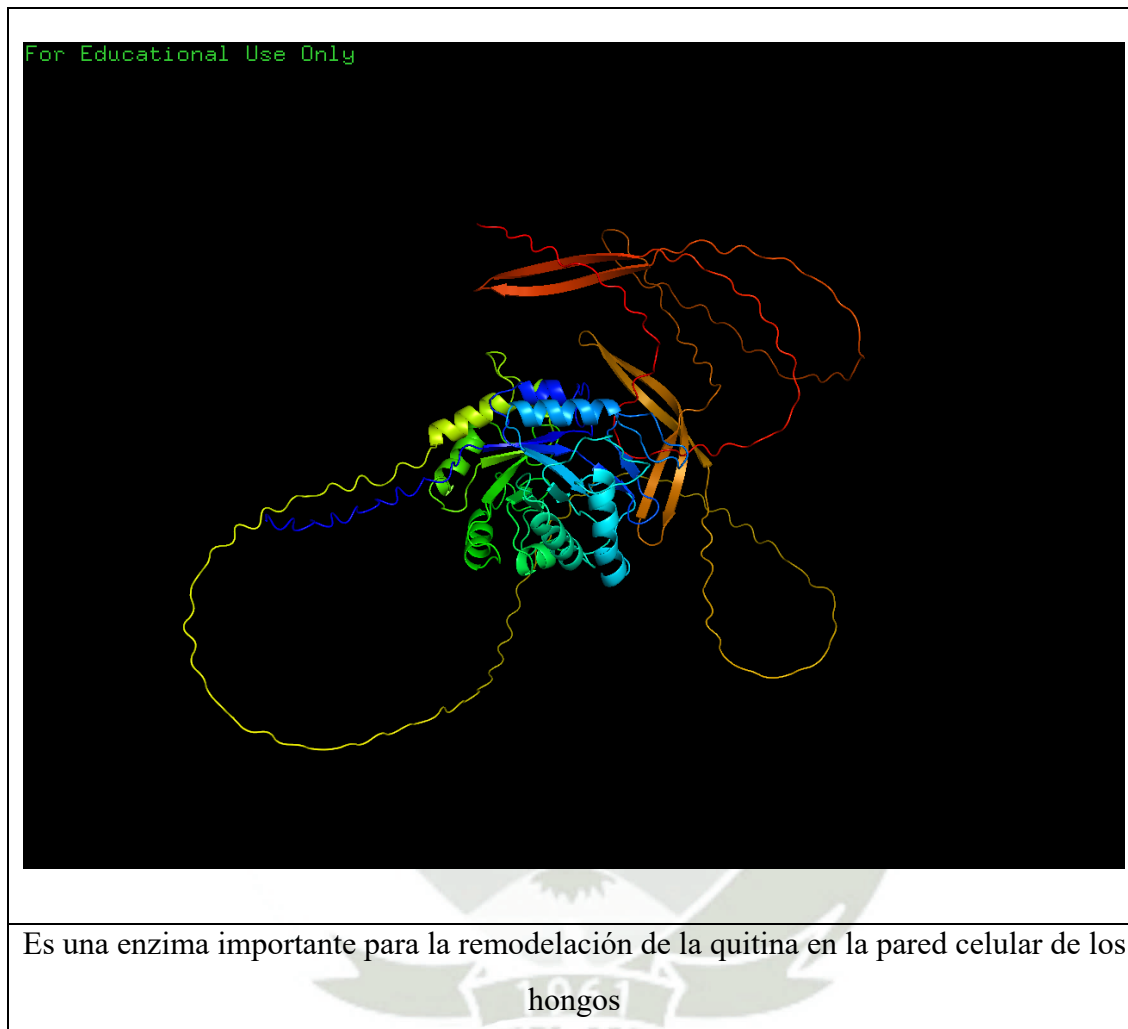 For Educational Use Only
Es una enzima importante para la remodelación de la quitina en la pared celular de los
hongos
1961